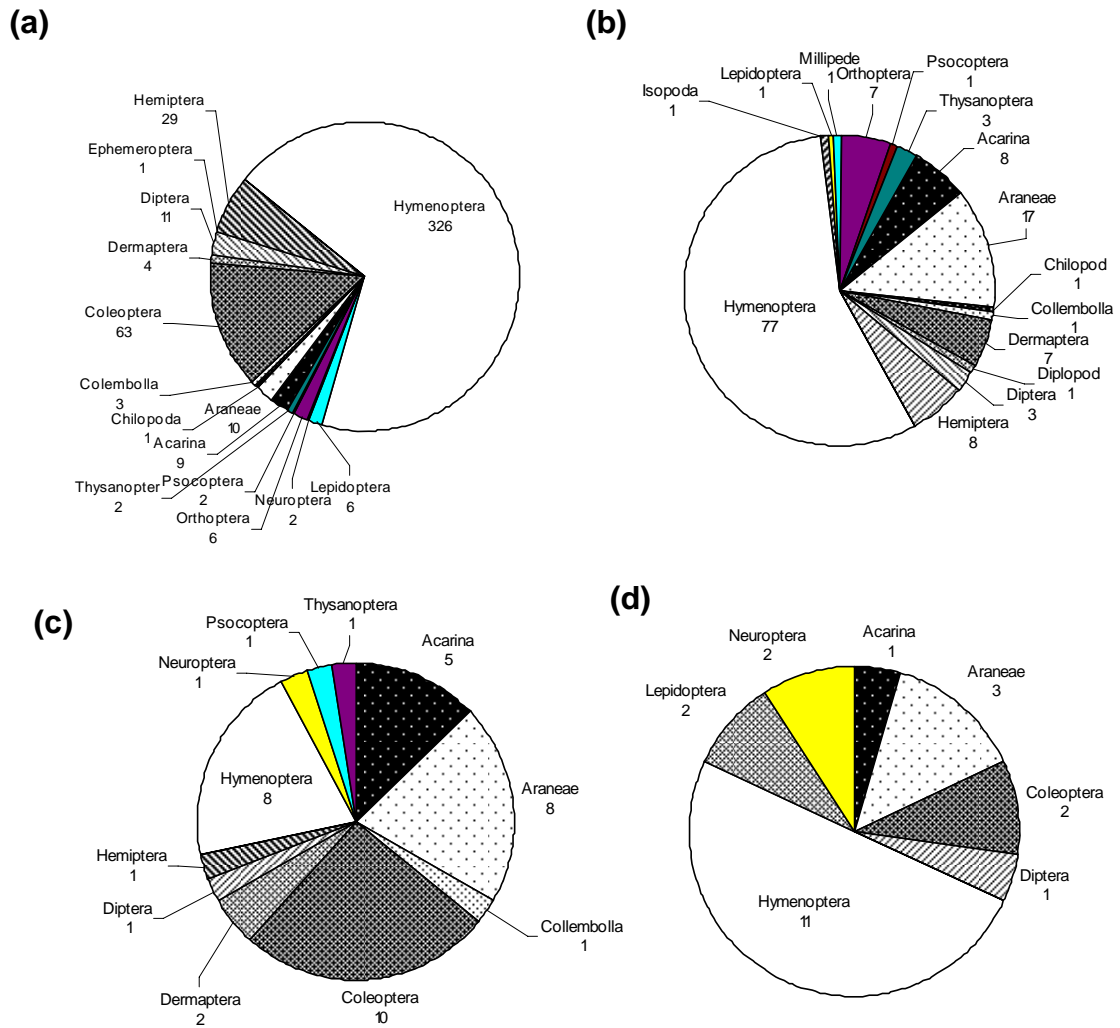 (a)
Hymenoptera
326
Lepidoptera
6
Neuroptera
2
Orthoptera
6
Psocoptera
2
Thysanopter
2
Acarina
9
Araneae
10
Chilopoda
1
Colembolla
3
Coleoptera
63
Dermaptera
4
Diptera
11
Ephemeroptera
1
Hemiptera
29
(b)
Isopoda
1
Lepidoptera
1
Millipede
1
Orthoptera
7
Psocoptera
1
Thysanoptera
3
Acarina
8
Araneae
17
Chilopod
1
Collembolla
1
Dermaptera
7
Diplopod
1
Diptera
3
Hemiptera
8
Hymenoptera
77
(c)
Thysanoptera
1
Acarina
5
Araneae
8
Collembolla
1
Coleoptera
10
Dermaptera
2
Diptera
1
Hemiptera
1
Hymenoptera
8
Neuroptera
1
Psocoptera
1
(d)
Neuroptera
2
Acarina
1
Araneae
3
Coleoptera
2
Diptera
1
Hymenoptera
11
Lepidoptera
2